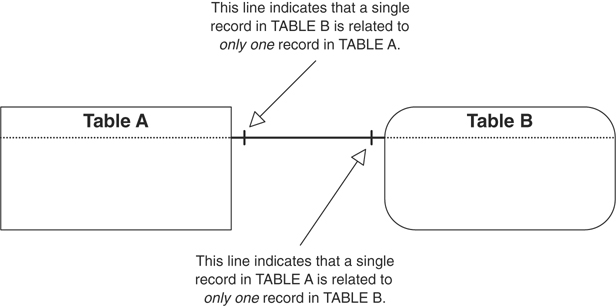 This line indicates that a single
record in TABLE B is related to
only one record in TABLE A.
Table A
Table B
This line indicates that a single
record in TABLE A is related to
only one record in TABLE B.